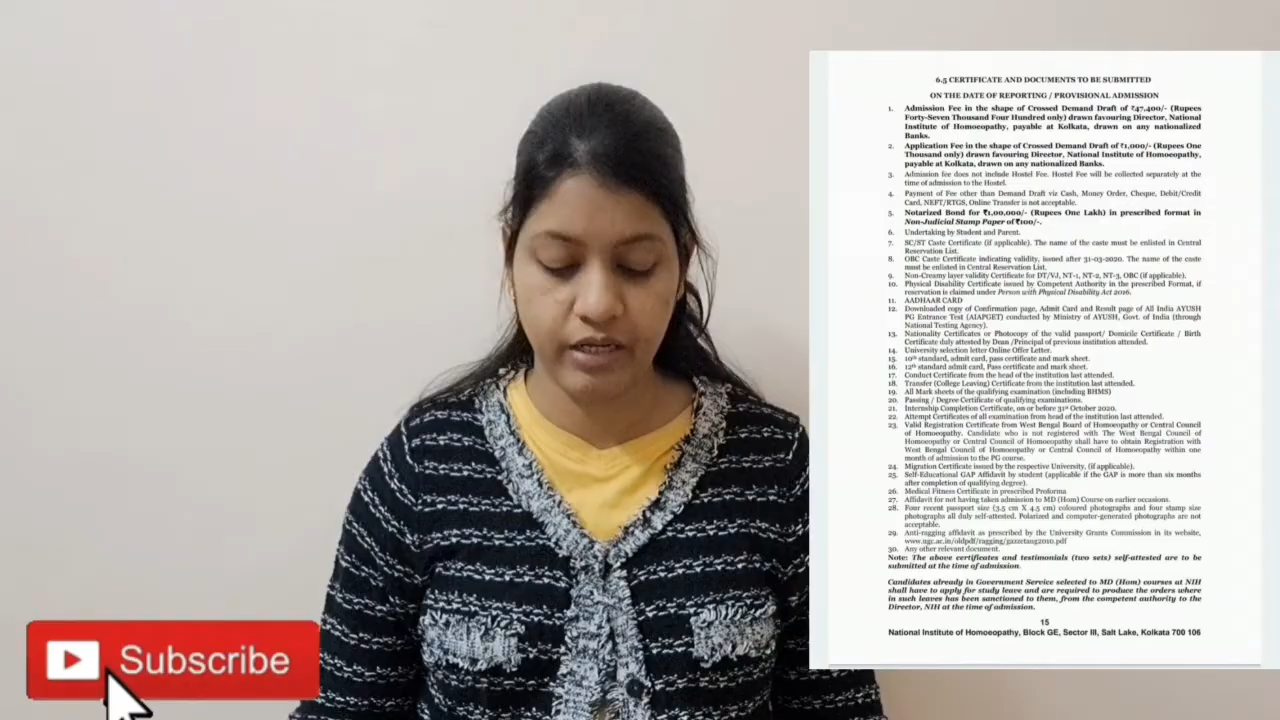 6.5 CERTIFICATE AND DOCUMENTS TO BE SUBMITTED
ON THE DATE OF REPORTING / PROVISIONAL ADMISSION
1. Admission Fee in the shape of Crossed Demand Draft of ₹47,400/- (Rupees
Forty-Seven Thousand Four Hundred only) drawn favouring Director, National
Institute of Homoeopathy, payable at Kolkata, drawn on any nationalized
Banks.
2. Application Fee in the shape of Crossed Demand Draft of ₹1,000/- (Rupees One
Thousand only) drawn favouring Director, National Institute of Homoeopathy,
payable at Kolkata, drawn on any nationalized Banks.
3. Admission fee does not include Hostel Fee. Hostel Fee will be collected separately at the
time of admission to the Hostel.
4. Payment of Fee other than Demand Draft viz Cash, Money Order, Cheque, Debit/Credit
Card, NEFT/RTGS, Online Transfer is not acceptable.
5. Notarized Bond for ₹1,00,000/- (Rupees One Lakh) in prescribed format in
Non-Judicial Stamp Paper of ₹100/-.
6. Undertaking by Student and Parent.
7. SC/ST Caste Certificate (if applicable). The name of the caste must be enlisted in Central
Reservation List.
8. OBC Caste Certificate indicating validity, issued after 31-03-2020. The name of the caste
must be enlisted in Central Reservation List.
9. Non-Creamy layer validity Certificate for DT/VJ, NT-1, NT-2, NT-3, OBC (if applicable).
10. Physical Disability Certificate issued by Competent Authority in the prescribed Format, if
reservation is claimed under Person with Physical Disability Act 2016.
11. AADHAAR CARD
12. Downloaded copy of Confirmation page, Admit Card and Result page of All India AYUSH
PG Entrance Test (AIAPGET) conducted by Ministry of AYUSH, Govt. of India (through
National Testing Agency).
13. Nationality Certificates or Photocopy of the valid passport/ Domicile Certificate / Birth
Certificate duly attested by Dean /Principal of previous institution attended.
14. University selection letter Online Offer Letter.
15. 10th standard, admit card, pass certificate and mark sheet.
16. 12th standard admit card, Pass certificate and mark sheet.
17. Conduct Certificate from the head of the institution last attended.
18. Transfer (College Leaving) Certificate from the institution last attended.
19. All Mark sheets of the qualifying examination (including BHMS)
20. Passing / Degree Certificate of qualifying examinations.
21. Internship Completion Certificate, on or before 31st October 2020.
22. Attempt Certificates of all examination from head of the institution last attended.
23. Valid Registration Certificate from West Bengal Board of Homoeopathy or Central Council
of Homoeopathy. Candidate who is not registered with The West Bengal Council of
Homoeopathy or Central Council of Homoeopathy shall have to obtain Registration with
West Bengal Council of Homoeopathy or Central Council of Homoeopathy within one
month of admission to the PG course.
24. Migration Certificate issued by the respective University, (if applicable).
25. Self-Educational GAP Affidavit by student (applicable if the GAP is more than six months
after completion of qualifying degree).
26. Medical Fitness Certificate in prescribed Proforma
27. Affidavit for not having taken admission to MD (Hom) Course on earlier occasions.
28. Four recent passport size (3.5 cm X 4.5 cm) coloured photographs and four stamp size
photographs all duly self-attested. Polarized and computer-generated photographs are not
acceptable.
29. Anti-ragging affidavit as prescribed by the University Grants Commission in its website,
www.ugc.ac.in/oldpdf/ragging/gazzetaug2010.pdf
30. Any other relevant document.
Note: The above certificates and testimonials (two sets) self-attested are to be
submitted at the time of admission.
Candidates already in Government Service selected to MD (Hom) courses at NIH
shall have to apply for study leave and are required to produce the orders where
in such leaves has been sanctioned to them, from the competent authority to the
Director, NIH at the time of admission.
15
National Institute of Homoeopathy, Block GE, Sector III, Salt Lake, Kolkata 700 106
Subscribe